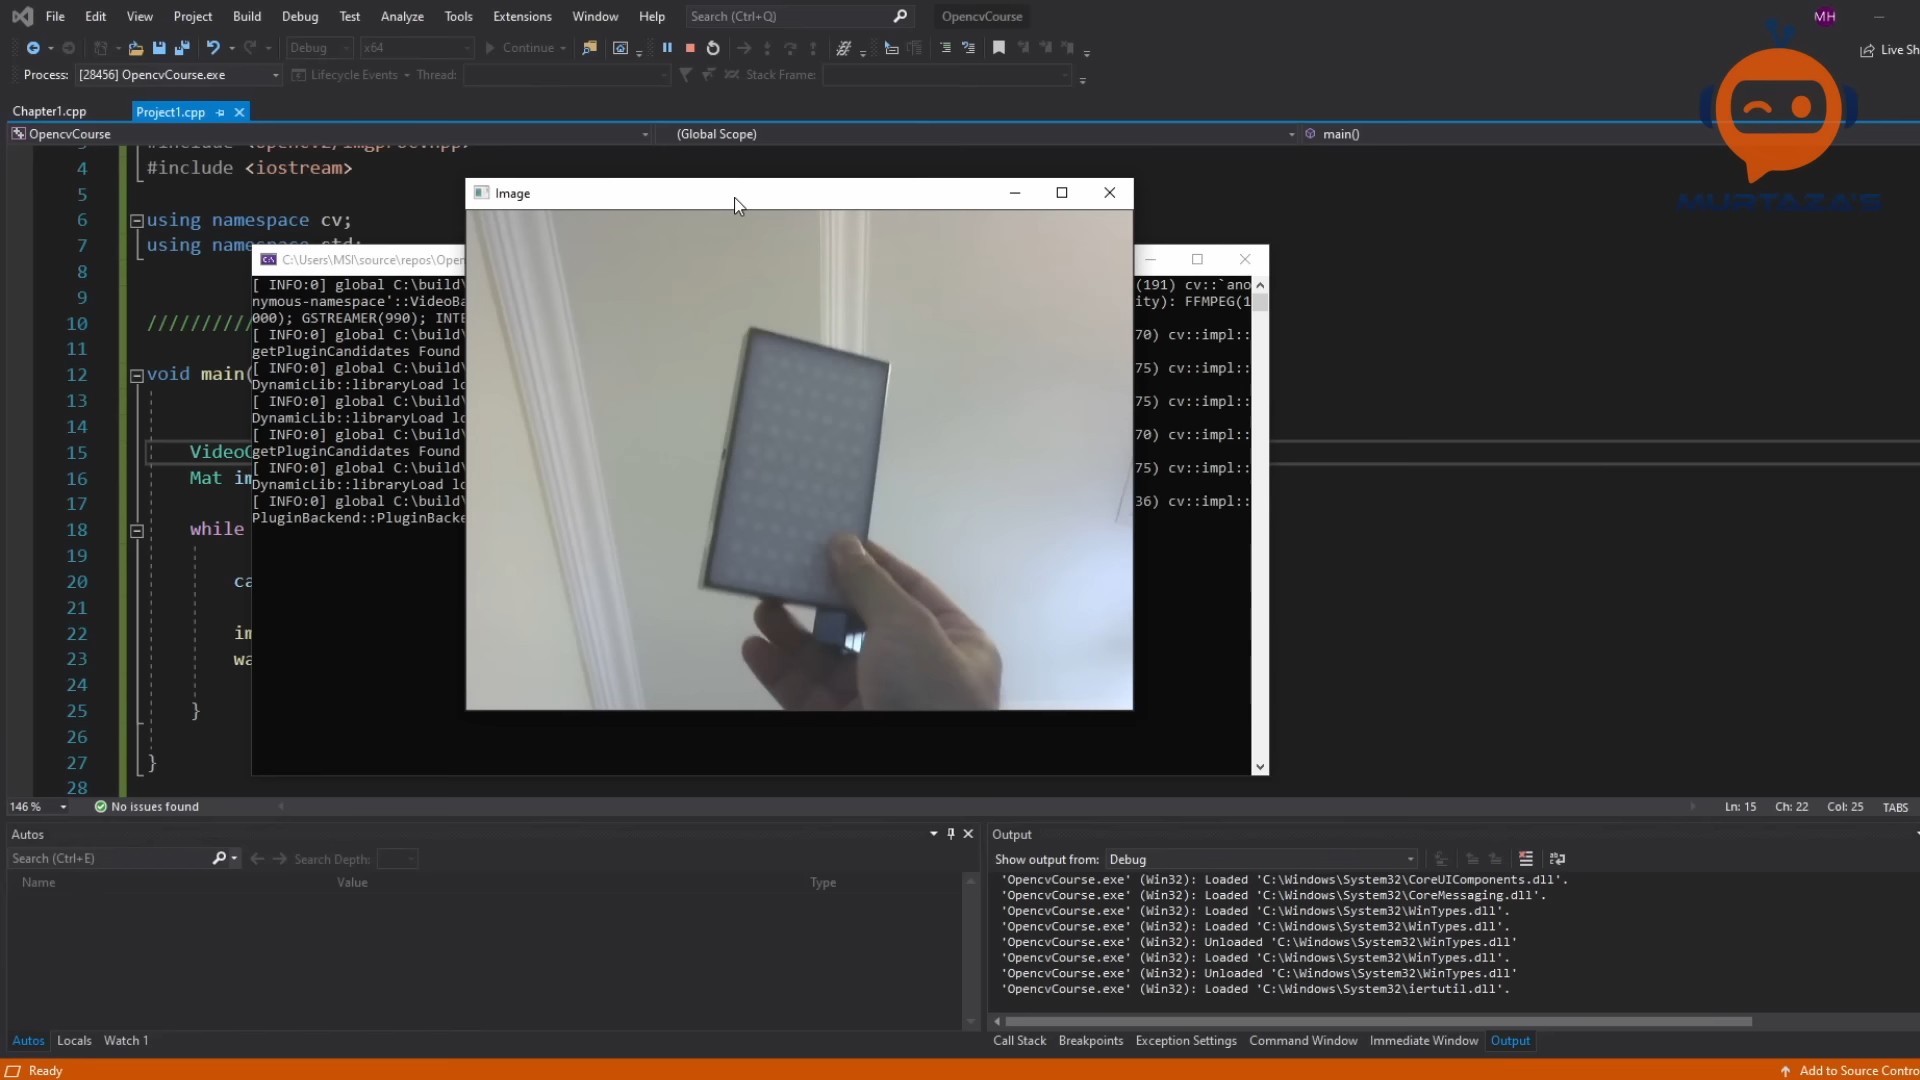 File Edit View Project Build Debug Test Analyze Tools Extensions Window Help Search (Ctrl+Q) OpencvCourse MH
Debug x64 Continue Live Sh
Process: [28456] OpencvCourse.exe Lifecycle Events Thread: Stack Frame:
Chapter1.cpp Project1.cpp
OpencvCourse (Global Scope) main()
MURTAZA'S
4 #include <iostream>
5
6 using namespace cv;
7 using namespace std;
8
9
10 ///////////
11
12 void main(
13
14
15 VideoC
16 Mat im
17
18 while
19
20 ca
21
22 im
23 wa
24
25 }
26
27 }
28
Image
C:\Users\MSI\source\repos\Open
[ INFO:0] global C:\build\ (191) cv::`ano
nymous-namespace'::VideoBa ity): FFMPEG(1
000); GSTREAMER(990); INTE
[ INFO:0] global C:\build\ 70) cv::impl::
getPluginCandidates Found
[ INFO:0] global C:\build\ 75) cv::impl::
DynamicLib::libraryLoad lo
[ INFO:0] global C:\build\ 75) cv::impl::
DynamicLib::libraryLoad lo
[ INFO:0] global C:\build\ 70) cv::impl::
getPluginCandidates Found
[ INFO:0] global C:\build\ 75) cv::impl::
DynamicLib::libraryLoad lo
[ INFO:0] global C:\build\ 36) cv::impl::
PluginBackend::PluginBacke
146 % No issues found Ln: 15 Ch: 22 Col: 25 TABS
Autos
Search (Ctrl+E) Search Depth:
Name Value Type
Autos Locals Watch 1
Output
Show output from: Debug
'OpencvCourse.exe' (Win32): Loaded 'C:\Windows\System32\CoreUIComponents.dll'.
'OpencvCourse.exe' (Win32): Loaded 'C:\Windows\System32\CoreMessaging.dll'.
'OpencvCourse.exe' (Win32): Loaded 'C:\Windows\System32\WinTypes.dll'.
'OpencvCourse.exe' (Win32): Loaded 'C:\Windows\System32\WinTypes.dll'.
'OpencvCourse.exe' (Win32): Unloaded 'C:\Windows\System32\WinTypes.dll'
'OpencvCourse.exe' (Win32): Loaded 'C:\Windows\System32\WinTypes.dll'.
'OpencvCourse.exe' (Win32): Unloaded 'C:\Windows\System32\WinTypes.dll'
'OpencvCourse.exe' (Win32): Loaded 'C:\Windows\System32\iertutil.dll'.
Call Stack Breakpoints Exception Settings Command Window Immediate Window Output
Ready Add to Source Contro